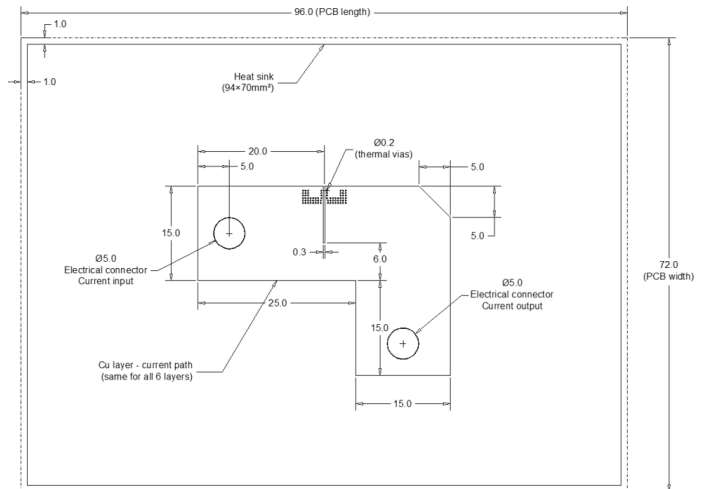 96.0 (PCB length)
1.0
1.0
Heat sink
(94×70mm²)
Ø0.2
(thermal vias)
20.0
5.0
5.0
15.0
5.0
0.3
6.0
Ø5.0
Electrical connector
Current input
72.0
(PCB width)
25.0
Ø5.0
Electrical connector
Current output
15.0
Cu layer - current path
(same for all 6 layers)
15.0